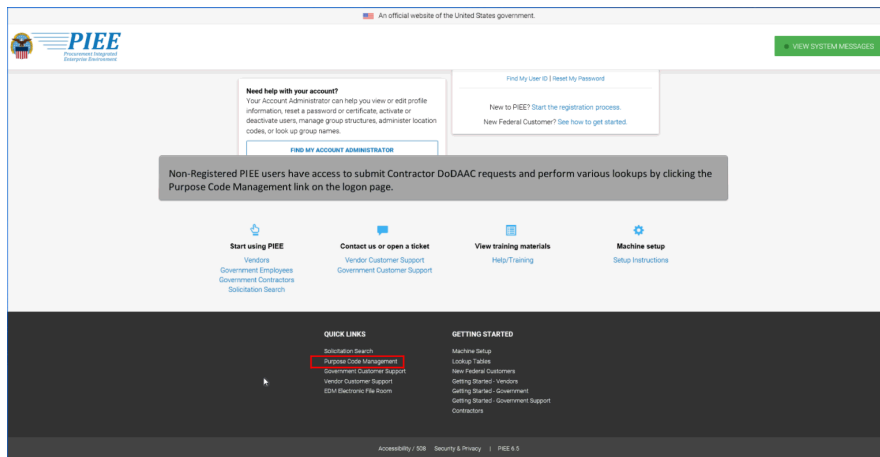 An official website of the United States government.
PIEE
Procurement Integrated
Enterprise Environment
VIEW SYSTEM MESSAGES
Need help with your account?
Your Account Administrator can help you view or edit profile
information, reset a password or certificate, activate or
deactivate users, manage group structures, administer location
codes, or look up group names.
FIND MY ACCOUNT ADMINISTRATOR
Find My User ID | Reset My Password
New to PIEE? Start the registration process.
New Federal Customer? See how to get started.
Non-Registered PIEE users have access to submit Contractor DoDAAC requests and perform various lookups by clicking the
Purpose Code Management link on the logon page.
Start using PIEE
Vendors
Government Employees
Government Contractors
Solicitation Search
Contact us or open a ticket
Vendor Customer Support
Government Customer Support
View training materials
Help/Training
Machine setup
Setup Instructions
QUICK LINKS
Solicitation Search
Purpose Code Management
Government Customer Support
Vendor Customer Support
EDM Electronic File Room
GETTING STARTED
Machine Setup
Lookup Tables
New Federal Customers
Getting Started - Vendors
Getting Started - Government
Getting Started - Government Support
Contractors
Accessibility / 508 Security & Privacy | PIEE 6.5